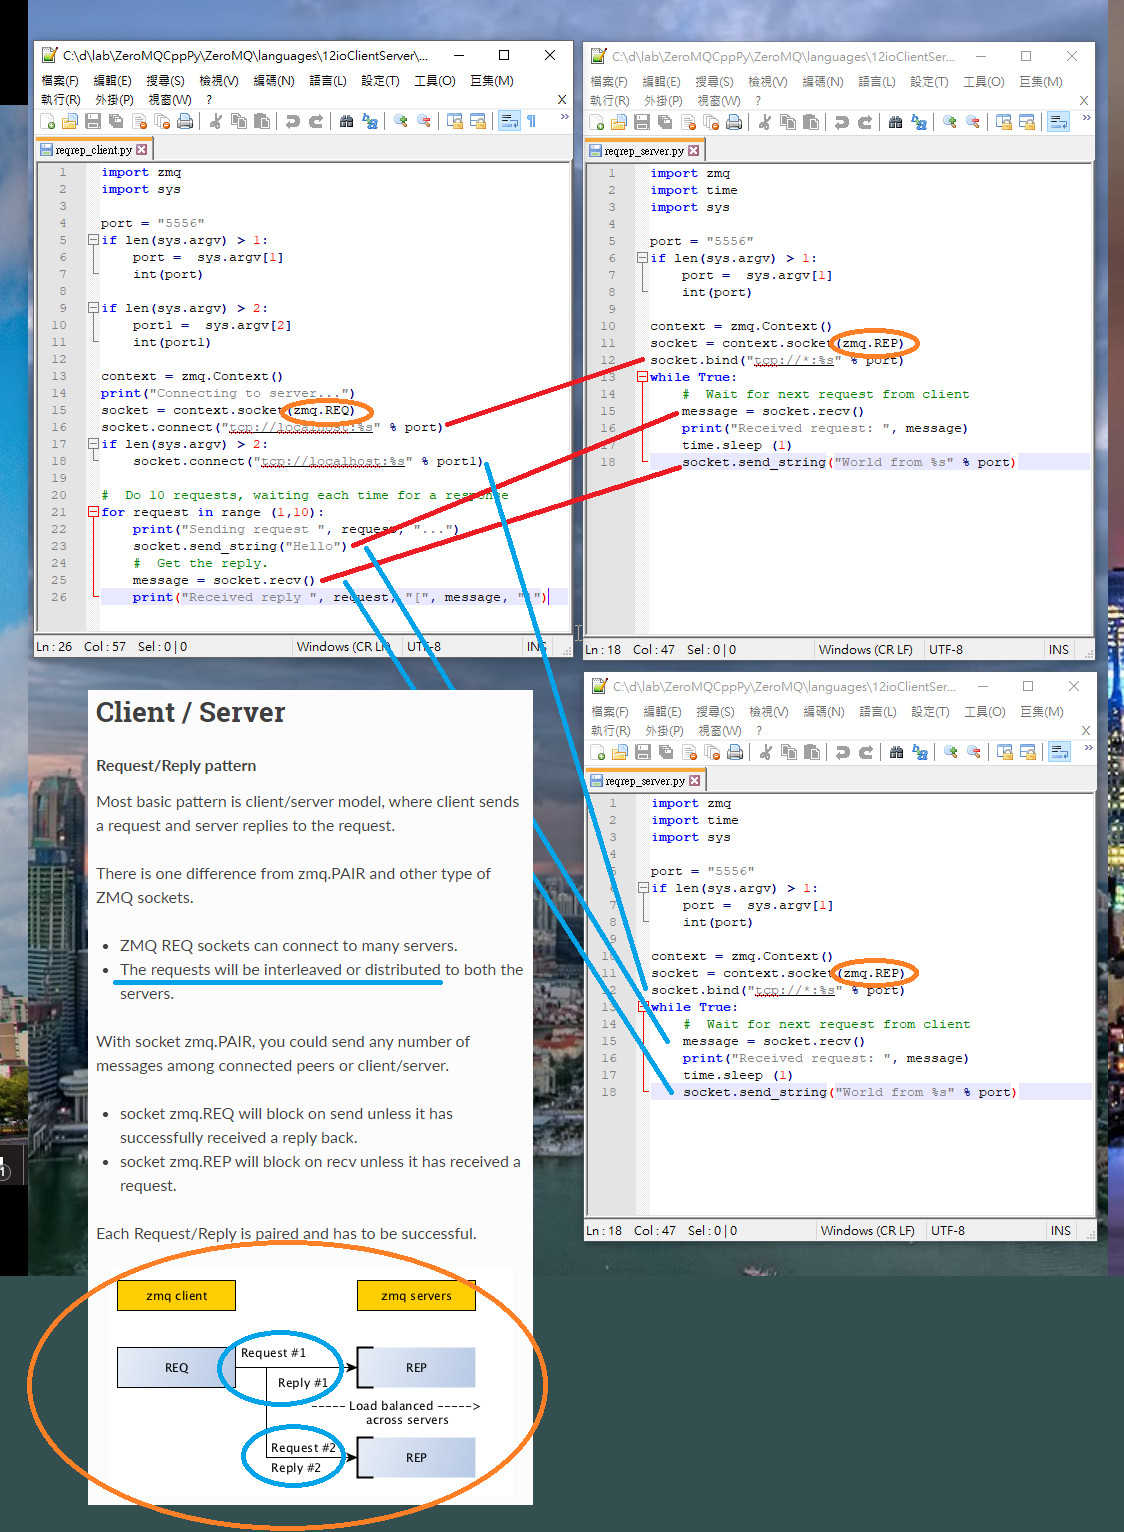 C:\d\lab\ZeroMQCppPy\ZeroMQ\languages\12ioClientServer\...
檔案(F) 編輯(E) 搜尋(S) 檢視(V) 編碼(N) 語言(L) 設定(T) 工具(O) 巨集(M)
執行(R) 外掛(P) 視窗(W) ? X
reqrep_client.py
1 import zmq
2 import sys
3
4 port = "5556"
5 if len(sys.argv) > 1:
6 port =  sys.argv[1]
7 int(port)
8
9 if len(sys.argv) > 2:
10 port1 =  sys.argv[2]
11 int(port1)
12
13 context = zmq.Context()
14 print("Connecting to server...")
15 socket = context.socket(zmq.REQ)
16 socket.connect("tcp://localhost:%s" % port)
17 if len(sys.argv) > 2:
18 socket.connect("tcp://localhost:%s" % port1)
19
20 #  Do 10 requests, waiting each time for a response
21 for request in range (1,10):
22 print("Sending request ", request, "...")
23 socket.send_string("Hello")
24 #  Get the reply.
25 message = socket.recv()
26 print("Received reply ", request, "[", message, "]")
Ln : 26 Col : 57 Sel : 0 | 0 Windows (CR LF) UTF-8 INS
C:\d\lab\ZeroMQCppPy\ZeroMQ\languages\12ioClientSer...
檔案(F) 編輯(E) 搜尋(S) 檢視(V) 編碼(N) 語言(L) 設定(T) 工具(O) 巨集(M)
執行(R) 外掛(P) 視窗(W) ? X
reqrep_server.py
1 import zmq
2 import time
3 import sys
4
5 port = "5556"
6 if len(sys.argv) > 1:
7 port =  sys.argv[1]
8 int(port)
9
10 context = zmq.Context()
11 socket = context.socket(zmq.REP)
12 socket.bind("tcp://*:%s" % port)
13 while True:
14 #  Wait for next request from client
15 message = socket.recv()
16 print("Received request: ", message)
17 time.sleep (1)
18 socket.send_string("World from %s" % port)
Ln : 18 Col : 47 Sel : 0 | 0 Windows (CR LF) UTF-8 INS
C:\d\lab\ZeroMQCppPy\ZeroMQ\languages\12ioClientSer...
檔案(F) 編輯(E) 搜尋(S) 檢視(V) 編碼(N) 語言(L) 設定(T) 工具(O) 巨集(M)
執行(R) 外掛(P) 視窗(W) ? X
reqrep_server.py
1 import zmq
2 import time
3 import sys
4
5 port = "5556"
6 if len(sys.argv) > 1:
7 port =  sys.argv[1]
8 int(port)
9
10 context = zmq.Context()
11 socket = context.socket(zmq.REP)
12 socket.bind("tcp://*:%s" % port)
13 while True:
14 #  Wait for next request from client
15 message = socket.recv()
16 print("Received request: ", message)
17 time.sleep (1)
18 socket.send_string("World from %s" % port)
Ln : 18 Col : 47 Sel : 0 | 0 Windows (CR LF) UTF-8 INS
Client / Server
Request/Reply pattern
Most basic pattern is client/server model, where client sends
a request and server replies to the request.
There is one difference from zmq.PAIR and other type of
ZMQ sockets.
• ZMQ REQ sockets can connect to many servers.
• The requests will be interleaved or distributed to both the
servers.
With socket zmq.PAIR, you could send any number of
messages among connected peers or client/server.
• socket zmq.REQ will block on send unless it has
successfully received a reply back.
• socket zmq.REP will block on recv unless it has received a
request.
Each Request/Reply is paired and has to be successful.
zmq client zmq servers
Request #1
REQ REP
Reply #1
----- Load balanced ----->
across servers
Request #2
REP
Reply #2
1